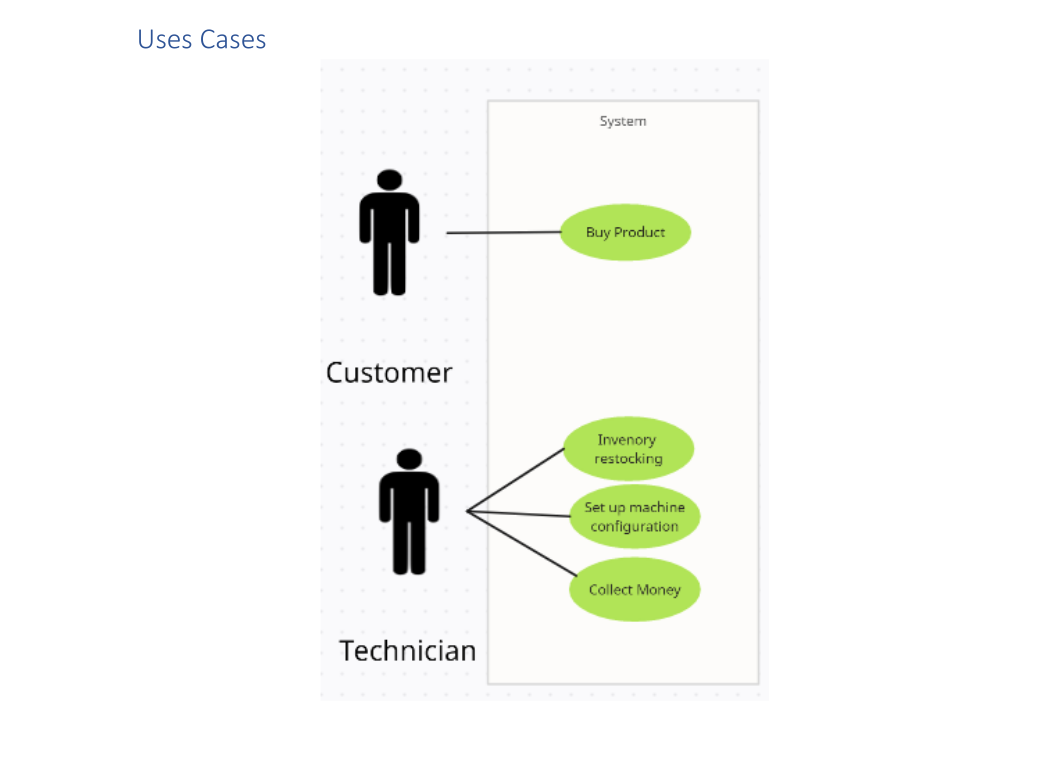 Uses Cases
System
Buy Product
Customer
Invenory
restocking
Set up machine
configuration
Collect Money
Technician